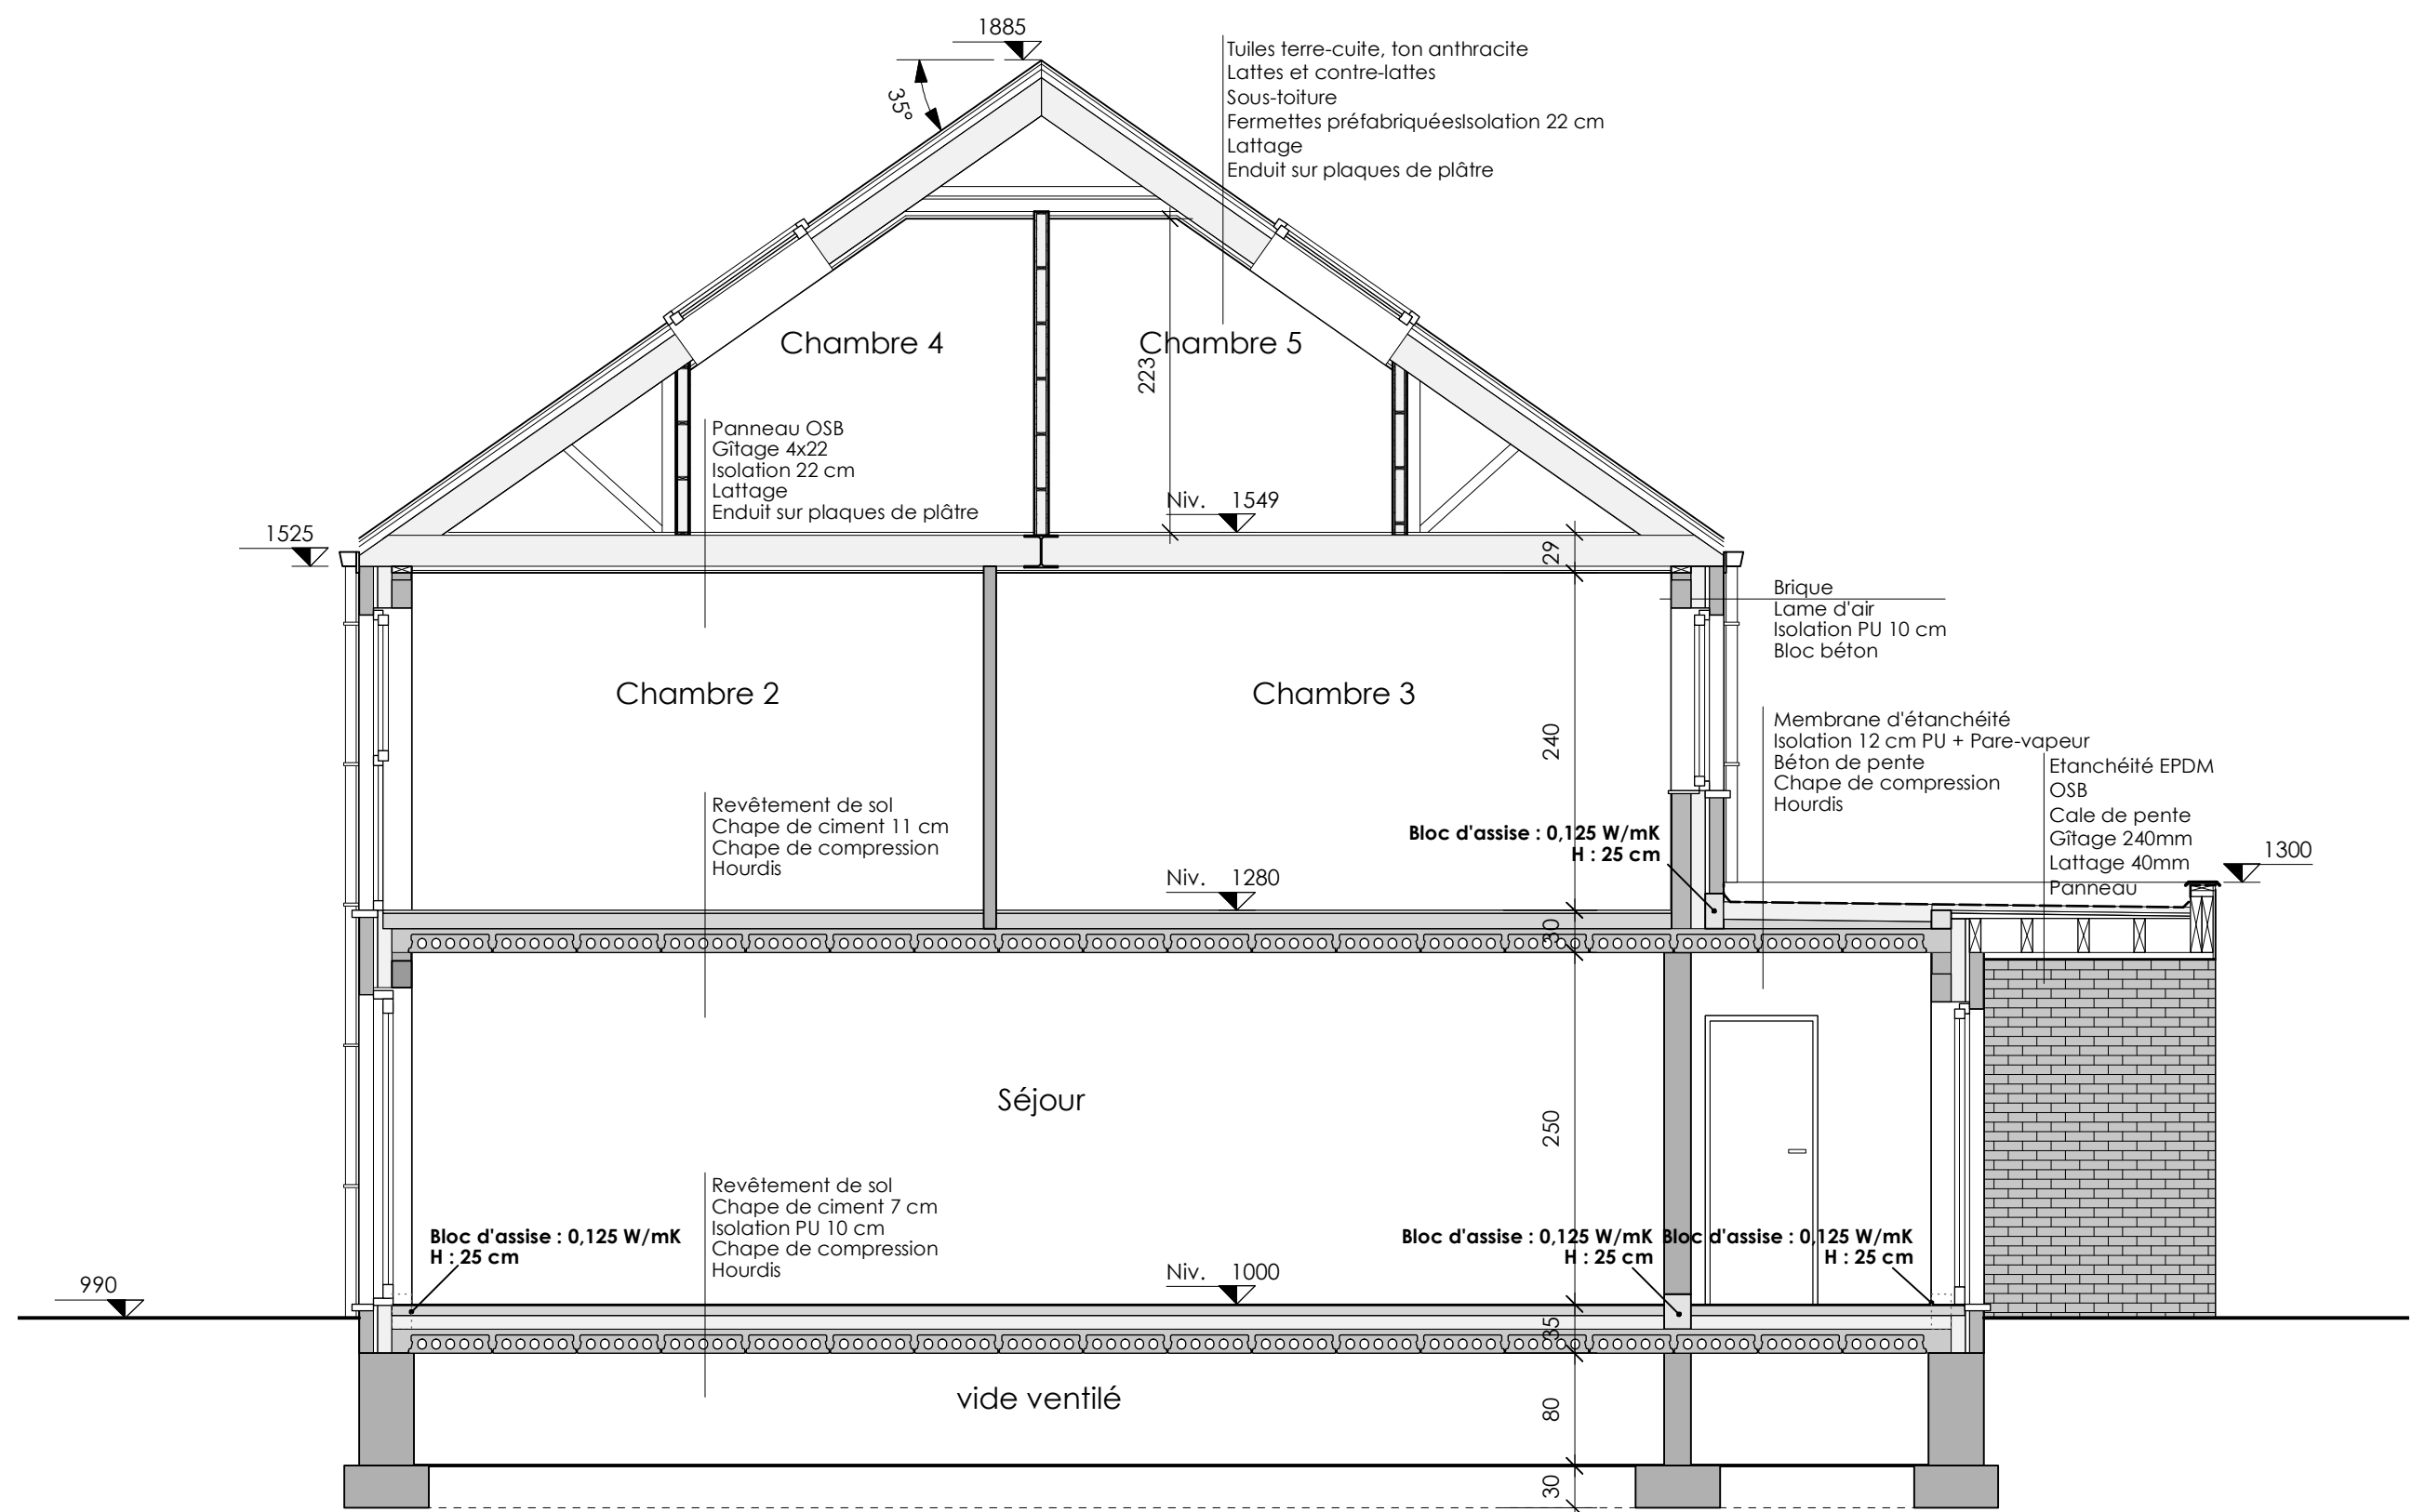 1885
35°
Tuiles terre-cuite, ton anthracite
Lattes et contre-lattes
Sous-toiture
Fermettes préfabriquéesIsolation 22 cm
Lattage
Enduit sur plaques de plâtre
Chambre 4
Chambre 5
223
Panneau OSB
Gîtage 4x22
Isolation 22 cm
Lattage
Enduit sur plaques de plâtre
Niv. 1549
1525
29
Brique
Lame d'air
Isolation PU 10 cm
Bloc béton
Chambre 2
Chambre 3
240
Membrane d'étanchéité
Isolation 12 cm PU + Pare-vapeur
Béton de pente
Chape de compression
Hourdis
Etanchéité EPDM
OSB
Cale de pente
Gîtage 240mm
Lattage 40mm
Panneau
1300
Revêtement de sol
Chape de ciment 11 cm
Chape de compression
Hourdis
Bloc d'assise : 0,125 W/mK
H : 25 cm
Niv. 1280
30
Séjour
250
Revêtement de sol
Chape de ciment 7 cm
Isolation PU 10 cm
Chape de compression
Hourdis
Bloc d'assise : 0,125 W/mK
H : 25 cm
Bloc d'assise : 0,125 W/mK
H : 25 cm
Bloc d'assise : 0,125 W/mK
H : 25 cm
990
Niv. 1000
35
vide ventilé
80
30